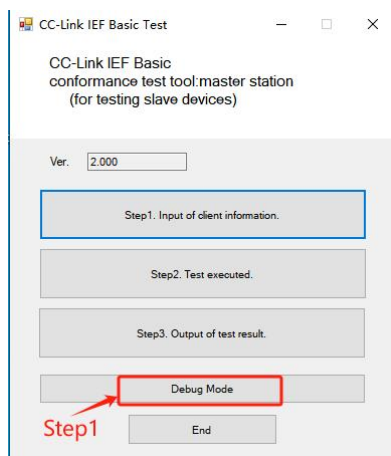 CC-Link IEF Basic Test
CC-Link IEF Basic
conformance test tool:master station
(for testing slave devices)
Ver. 2.000
Step1. Input of client information.
Step2. Test executed.
Step3. Output of test result.
Debug Mode
Step1
End